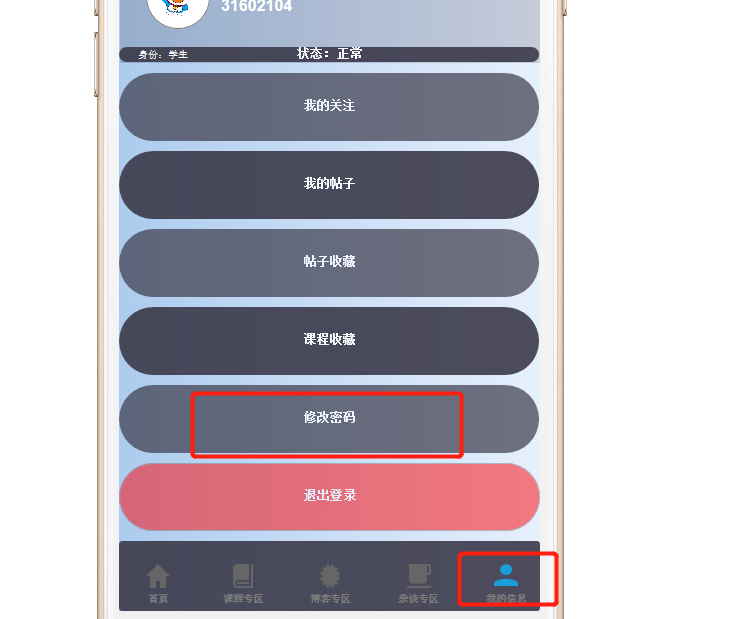 31602104
身份：学生
状态：正常
我的关注
我的帖子
帖子收藏
课程收藏
修改密码
退出登录
首页
课程专区
博客专区
杂谈专区
我的信息